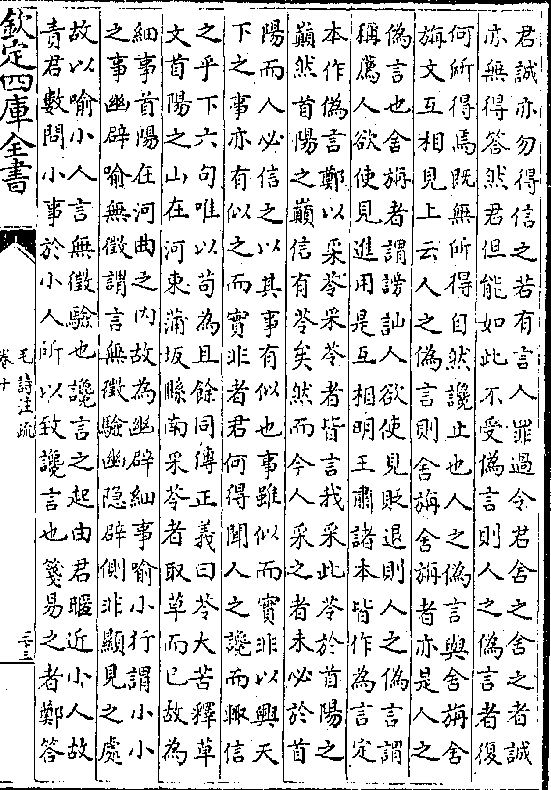 君誠亦勿得信之若有言人罪過令君舍之舍之者誠
亦無得答然君但能如此不受偽言則人之偽言者復
何所得焉既無所得自然讒止也人之偽言與舍旃舍
旃文互相見上云人之偽言則舍旃舍旃者亦是人之
偽言也舍旃者謂謗訕人欲使見貶退則人之偽言謂
稱薦人欲使見進用是互相明王肅諸本皆作為言定
本作偽言鄭以采苓采苓者皆言我采此苓於首陽之
巔然首陽之巔信有苓矣然而今人采之者未必於首
陽而人必信之以其事有似也事雖似而實非以興天
下之事亦有似之而實非者君何得聞人之讒而輒信
之乎下六句唯以苟為且餘同傳正義曰苓大苦釋草
文首陽之山在河東蒲坂縣南采苓者取草而已故為
細事首陽在河曲之内故為幽辟細事喻小行謂小小
之事幽辟喻無徵謂言無徵驗幽隐辟側非顯見之處
故以喻小人言無徵驗也讒言之起由君暱近小人故
責君數問小事於小人所以致讒言也箋易之者鄭答
欽定四庫全書
毛詩注疏
卷十